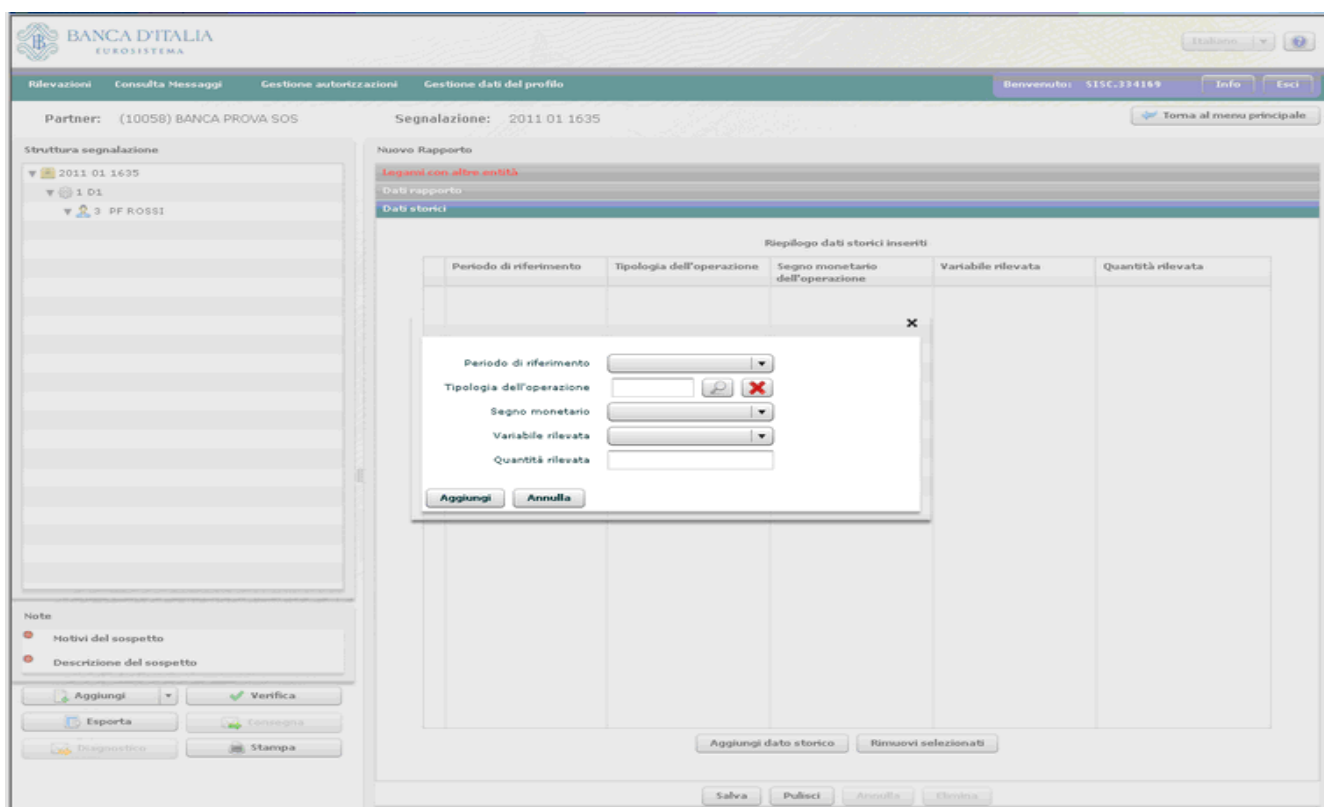 BANCA D'ITALIA
EUROSISTEMA
Italiano
Rilevazioni Consulta Messaggi Gestione autorizzazioni Gestione dati del profilo Benvenuto: SISC.334169 Info Esci
Partner: (10058) BANCA PROVA SOS Segnalazione: 2011 01 1635 Torna al menu principale
Struttura segnalazione
2011 01 1635
1 D1
3 PF ROSSI
Nuovo Rapporto
Legami con altre entità
Dati rapporto
Dati storici
Riepilogo dati storici inseriti
Periodo di riferimento Tipologia dell'operazione Segno monetario dell'operazione Variabile rilevata Quantità rilevata
Periodo di riferimento
Tipologia dell'operazione
Segno monetario
Variabile rilevata
Quantità rilevata
Aggiungi Annulla
Note
Motivi del sospetto
Descrizione del sospetto
Aggiungi Verifica
Esporta Consegna
Diagnostico Stampa
Aggiungi dato storico Rimuovi selezionati
Salva Pulisci Annulla Elimina